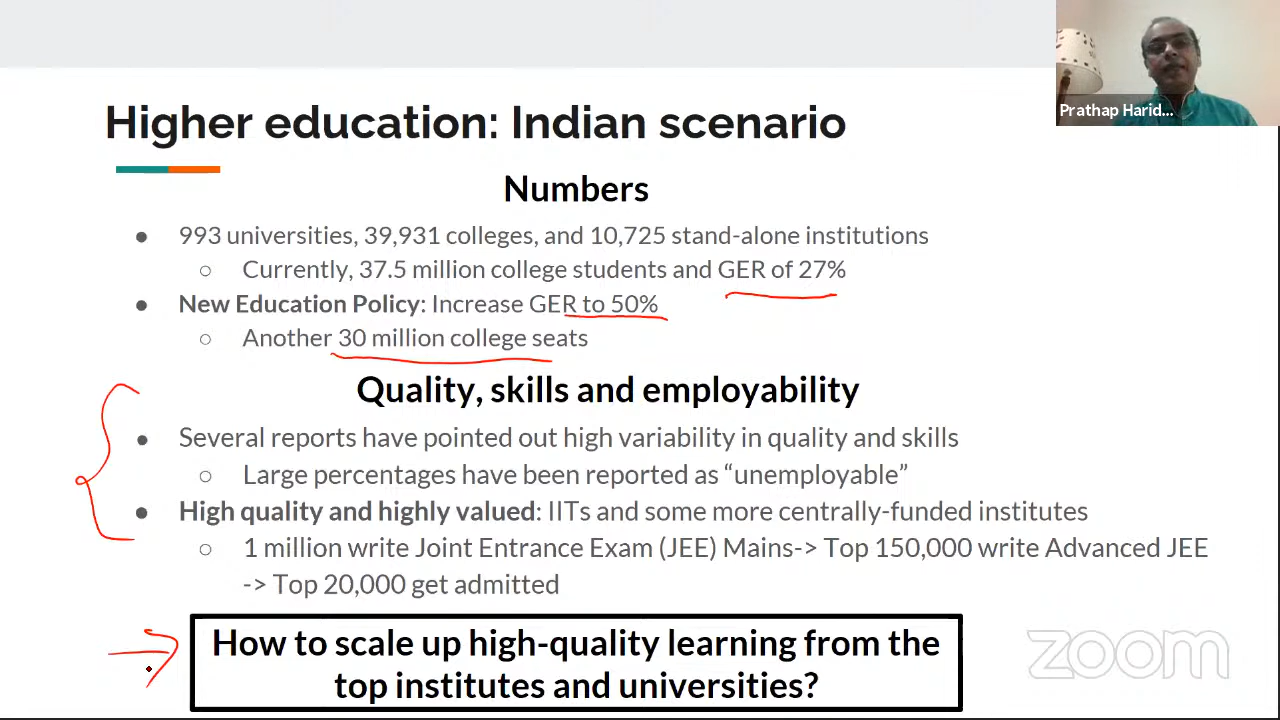 Prathap Harid...
Higher education: Indian scenario
Numbers
● 993 universities, 39,931 colleges, and 10,725 stand-alone institutions
○ Currently, 37.5 million college students and GER of 27%
● New Education Policy: Increase GER to 50%
○ Another 30 million college seats
Quality, skills and employability
● Several reports have pointed out high variability in quality and skills
○ Large percentages have been reported as “unemployable”
● High quality and highly valued: IITs and some more centrally-funded institutes
○ 1 million write Joint Entrance Exam (JEE) Mains-> Top 150,000 write Advanced JEE
-> Top 20,000 get admitted
How to scale up high-quality learning from the
top institutes and universities?
zoom